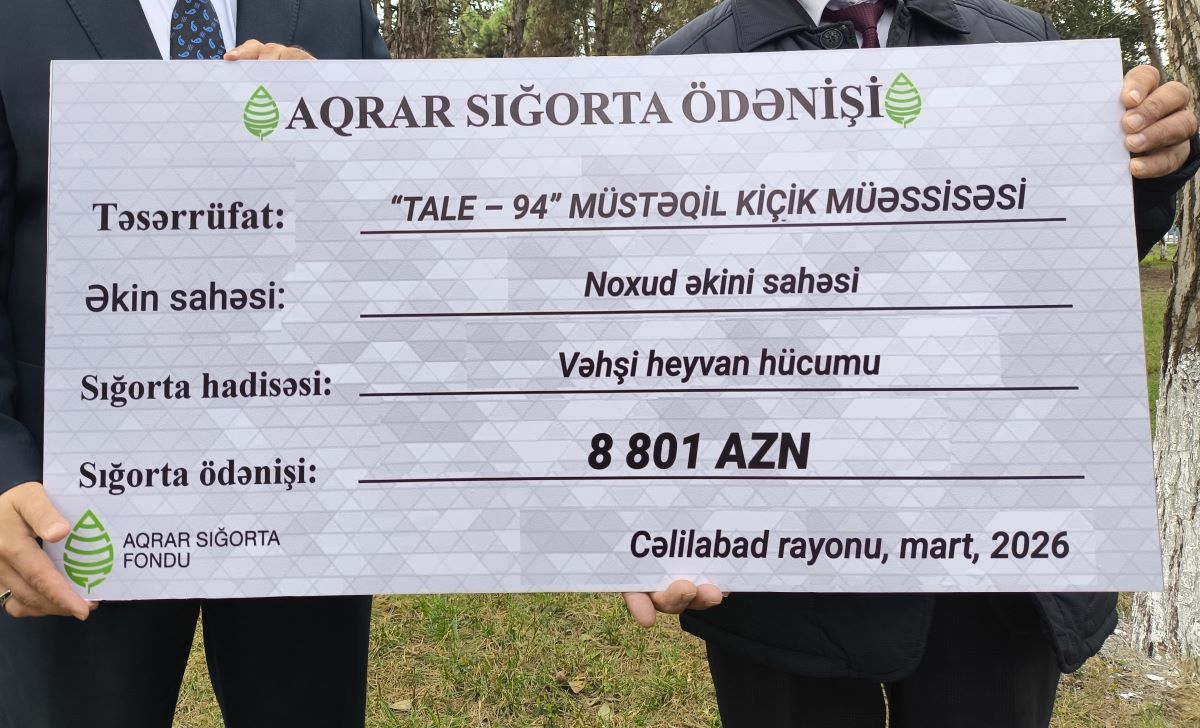 AQRAR SIĞORTA ÖDƏNİŞİ
Təsərrüfat: “TALE – 94” MÜSTƏQİL KİÇİK MÜƏSSİSƏSİ
Əkin sahəsi: Noxud əkini sahəsi
Sığorta hadisəsi: Vəhşi heyvan hücumu
Sığorta ödənişi: 8 801 AZN
AQRAR SIĞORTA
FONDU
Cəlilabad rayonu, mart, 2026